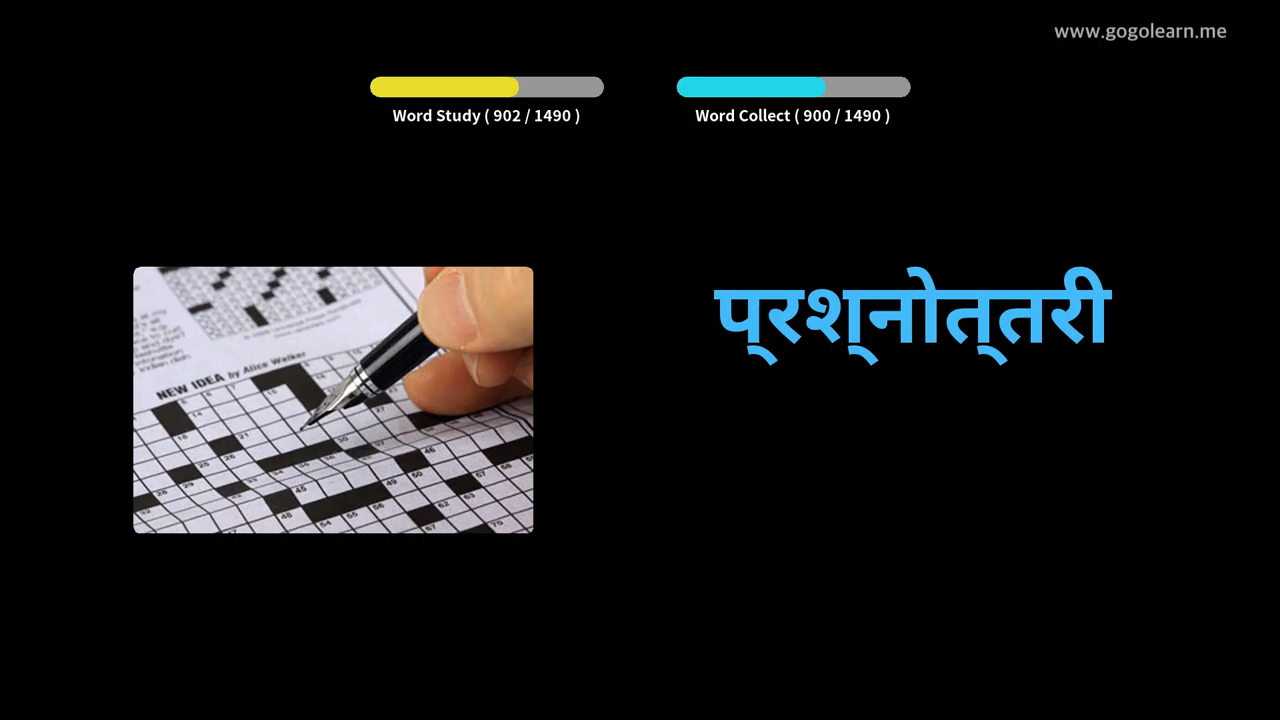 www.gogolearn.me
Word Study ( 902 / 1490 )
Word Collect ( 900 / 1490 )
प्‌रश्‌नोत्‌तरी
NEW IDEA by Alice Walker